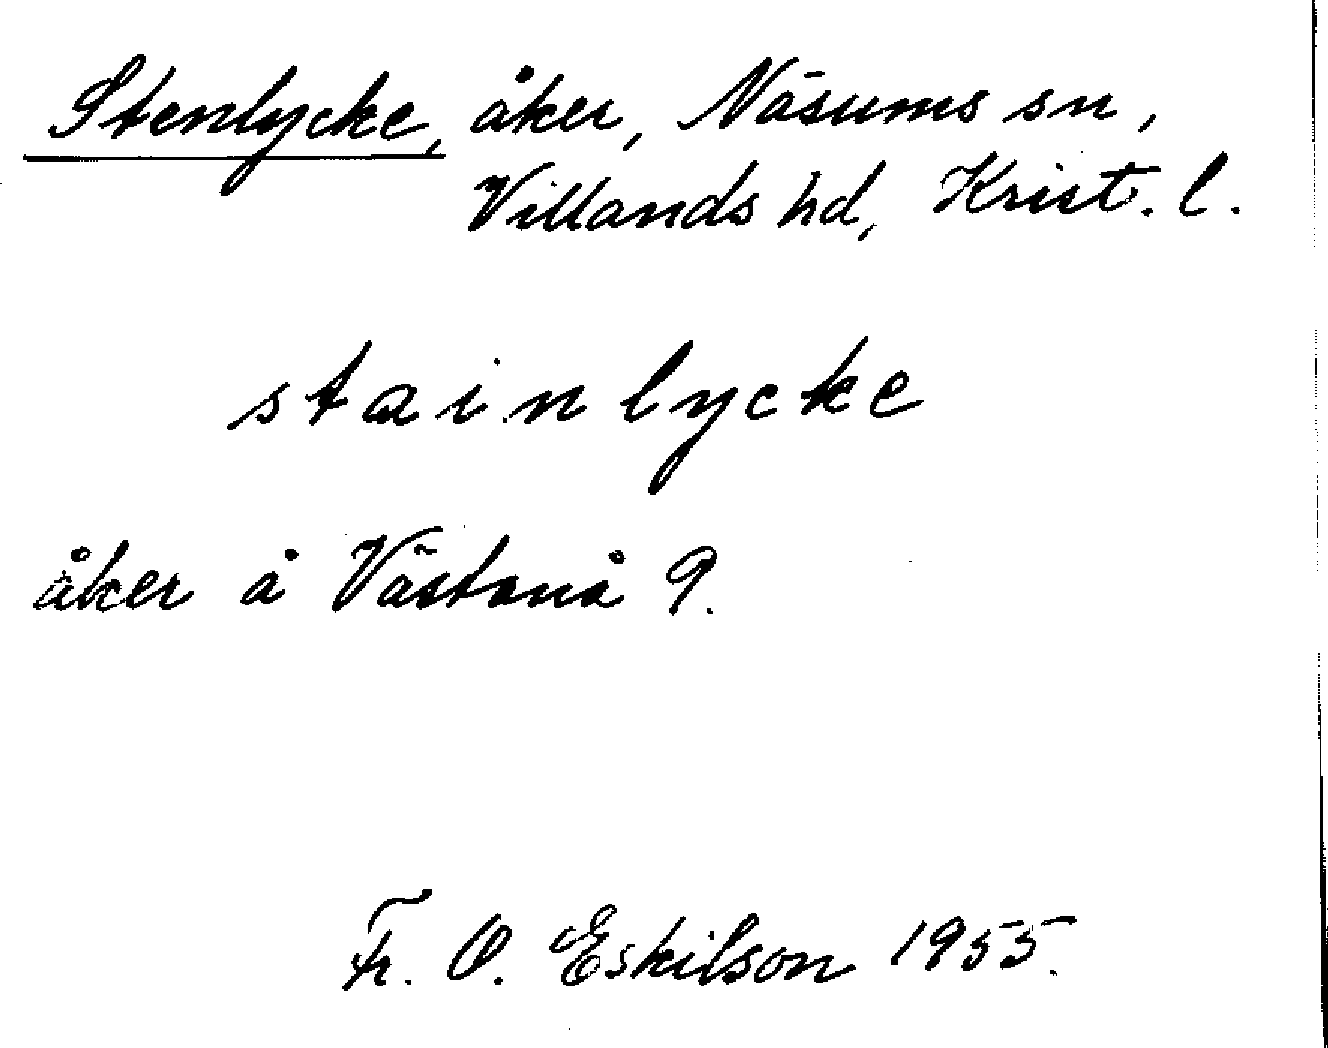 Stenlycke, åker, Näsums sn,
Villands hd, Krist. l.
stainlycke
åker å Västanå 9.
Fr. O. Eskilson 1955.